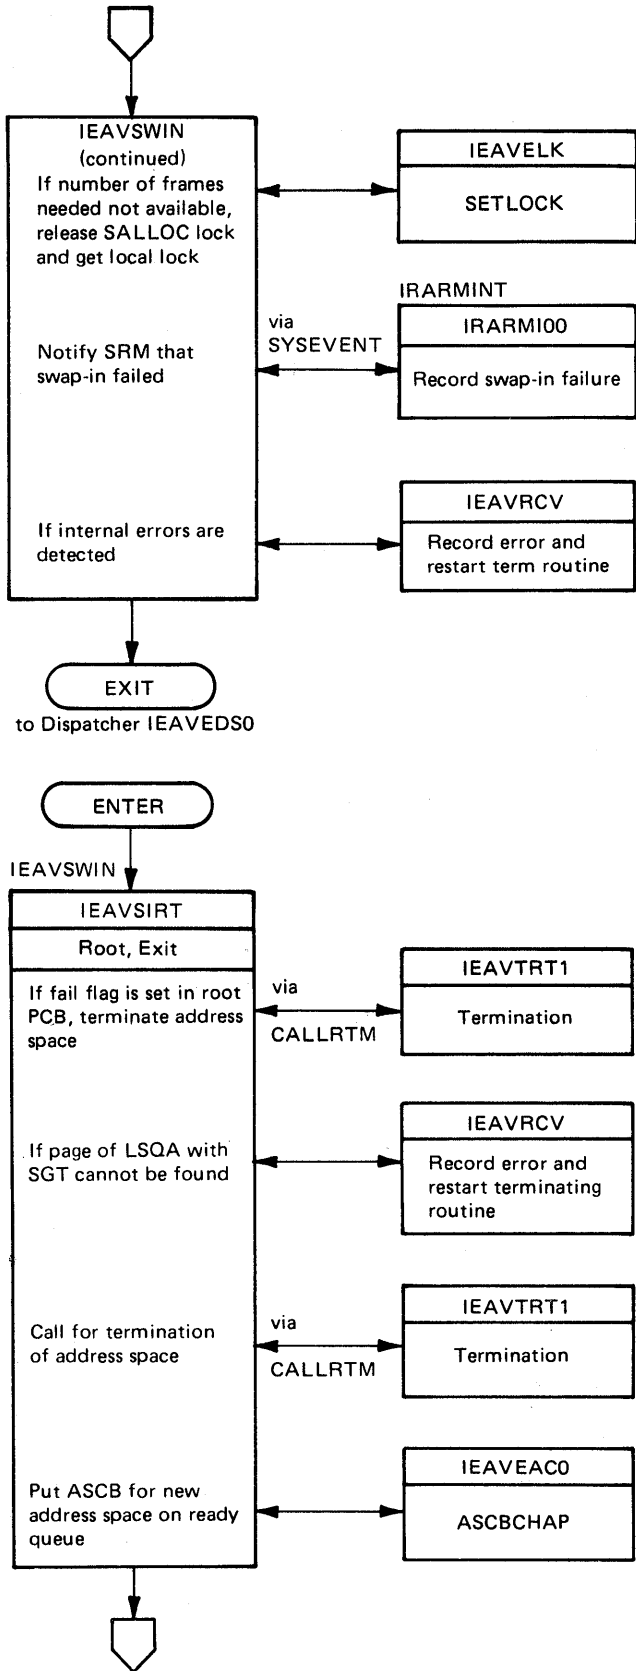 IEAVSWIN
(continued)
If number of frames
needed not available,
release SALLOC lock
and get local lock
IEAVELK
SETLOCK
Notify SRM that
swap-in failed
via
SYSEVENT
IRARMINT
IRARMI00
Record swap-in failure
If internal errors are
detected
IEAVRCV
Record error and
restart term routine
EXIT
to Dispatcher IEAVEDS0
ENTER
IEAVSWIN
IEAVSIRT
Root, Exit
If fail flag is set in root
PCB, terminate address
space
via
CALLRTM
IEAVTRT1
Termination
If page of LSQA with
SGT cannot be found
IEAVRCV
Record error and
restart terminating
routine
Call for termination
of address space
via
CALLRTM
IEAVTRT1
Termination
Put ASCB for new
address space on ready
queue
IEAVEAC0
ASCBCHAP